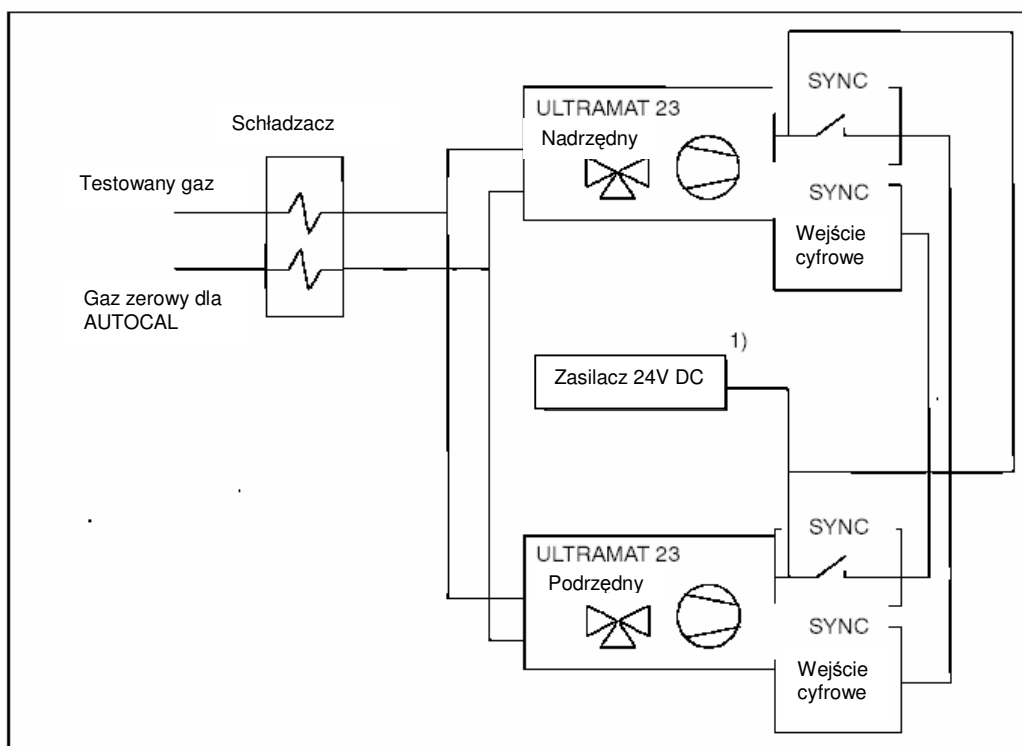 SYNC
ULTRAMAT 23
Nadrzędny
Schładzacz
Testowany gaz
SYNC
Wejście
cyfrowe
Gaz zerowy dla
AUTOCAL
1)
Zasilacz 24V DC
SYNC
ULTRAMAT 23
Podrzędny
SYNC
Wejście
cyfrowe